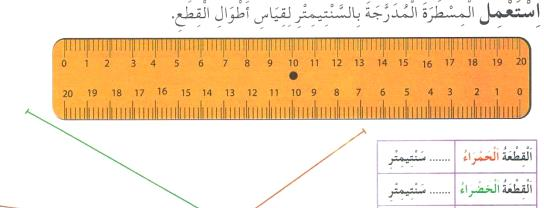 اِسْتَعْمِلِ الْمِسْطَرَةَ الْمُدَرَّجَةَ بِالسَّنْتِيمِتْرِ لِقِيَاسِ أَطْوَالِ الْقِطَعِ.
0 1 2 3 4 5 6 7 8 9 10 11 12 13 14 15 16 17 18 19 20
20 19 18 17 16 15 14 13 12 11 10 9 8 7 6 5 4 3 2 1 0
اَلْقِطْعَةُ الْحَمْرَاءُ ....... سَنْتِيمِتْرٍ
اَلْقِطْعَةُ الْخَضْرَاءُ ....... سَنْتِيمِتْرٍ